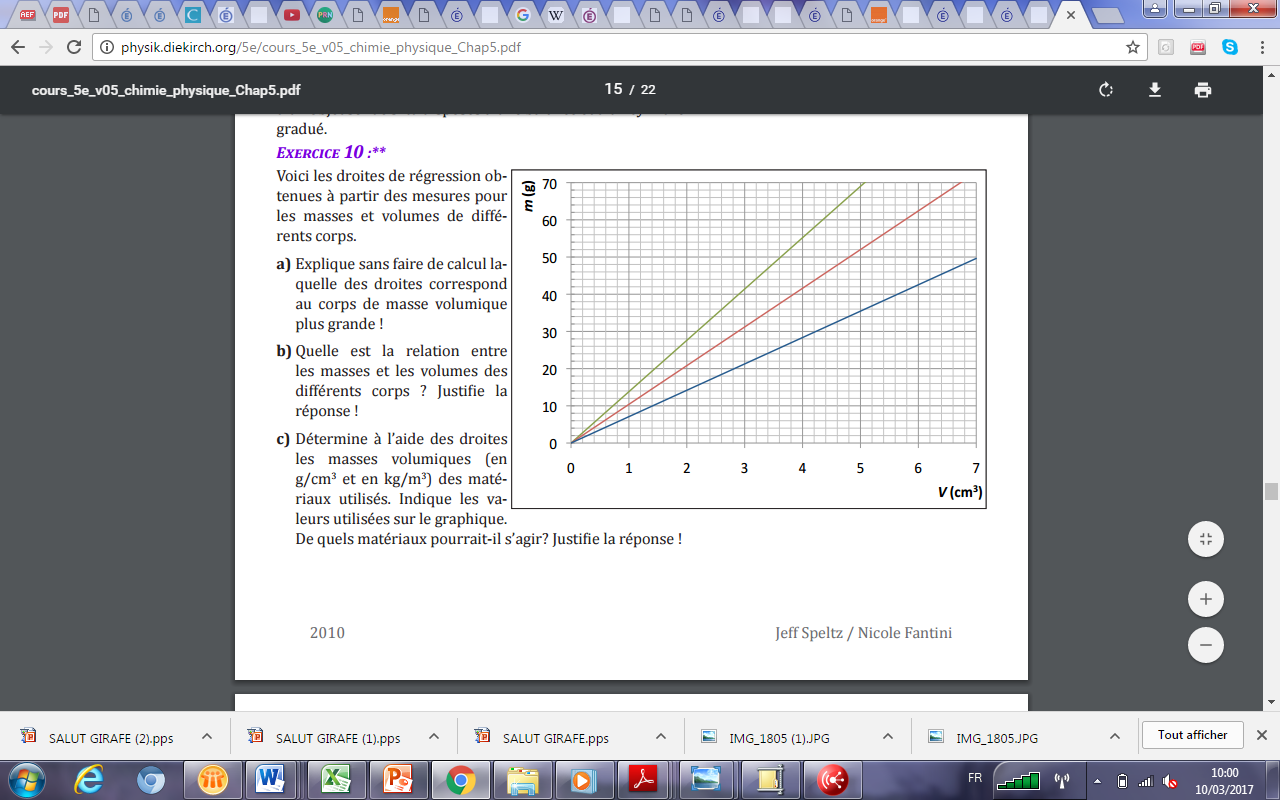 AEF
PDF
PRN
orange
orange
physik.diekirch.org/5e/cours_5e_v05_chimie_physique_Chap5.pdf
cours_5e_v05_chimie_physique_Chap5.pdf
15 / 22
gradué.
EXERCICE 10 :**
Voici les droites de régression ob-
tenues à partir des mesures pour
les masses et volumes de diffé-
rents corps.
a) Explique sans faire de calcul la-
quelle des droites correspond
au corps de masse volumique
plus grande !
b) Quelle est la relation entre
les masses et les volumes des
différents corps ? Justifie la
réponse !
c) Détermine à l'aide des droites
les masses volumiques (en
g/cm³ et en kg/m³) des maté-
riaux utilisés. Indique les va-
leurs utilisées sur le graphique.
De quels matériaux pourrait-il s'agir? Justifie la réponse !
m (g)
70
60
50
40
30
20
10
0
0 1 2 3 4 5 6 7
V (cm³)
2010
Jeff Speltz / Nicole Fantini
SALUT GIRAFE (2).pps
SALUT GIRAFE (1).pps
SALUT GIRAFE.pps
IMG_1805 (1).JPG
IMG_1805.JPG
Tout afficher
FR
10:00
10/03/2017